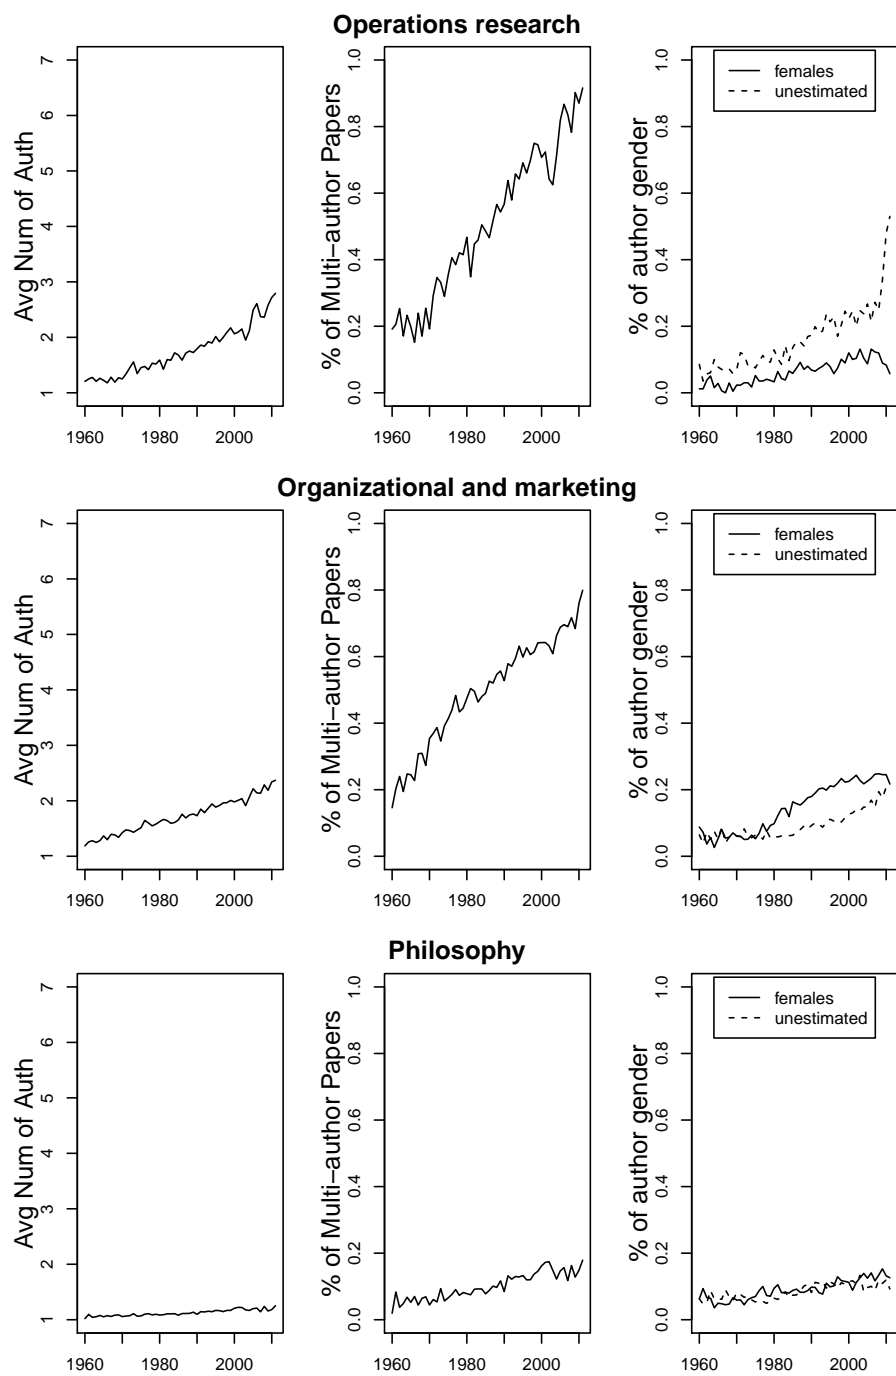 Operations research
Avg Num of Auth
1 2 3 4 5 6 7
1960 1980 2000
% of Multi−author Papers
0.0 0.2 0.4 0.6 0.8 1.0
1960 1980 2000
% of author gender
0.0 0.2 0.4 0.6 0.8 1.0
1960 1980 2000
females
unestimated
Organizational and marketing
Avg Num of Auth
1 2 3 4 5 6 7
1960 1980 2000
% of Multi−author Papers
0.0 0.2 0.4 0.6 0.8 1.0
1960 1980 2000
% of author gender
0.0 0.2 0.4 0.6 0.8 1.0
1960 1980 2000
females
unestimated
Philosophy
Avg Num of Auth
1 2 3 4 5 6 7
1960 1980 2000
% of Multi−author Papers
0.0 0.2 0.4 0.6 0.8 1.0
1960 1980 2000
% of author gender
0.0 0.2 0.4 0.6 0.8 1.0
1960 1980 2000
females
unestimated